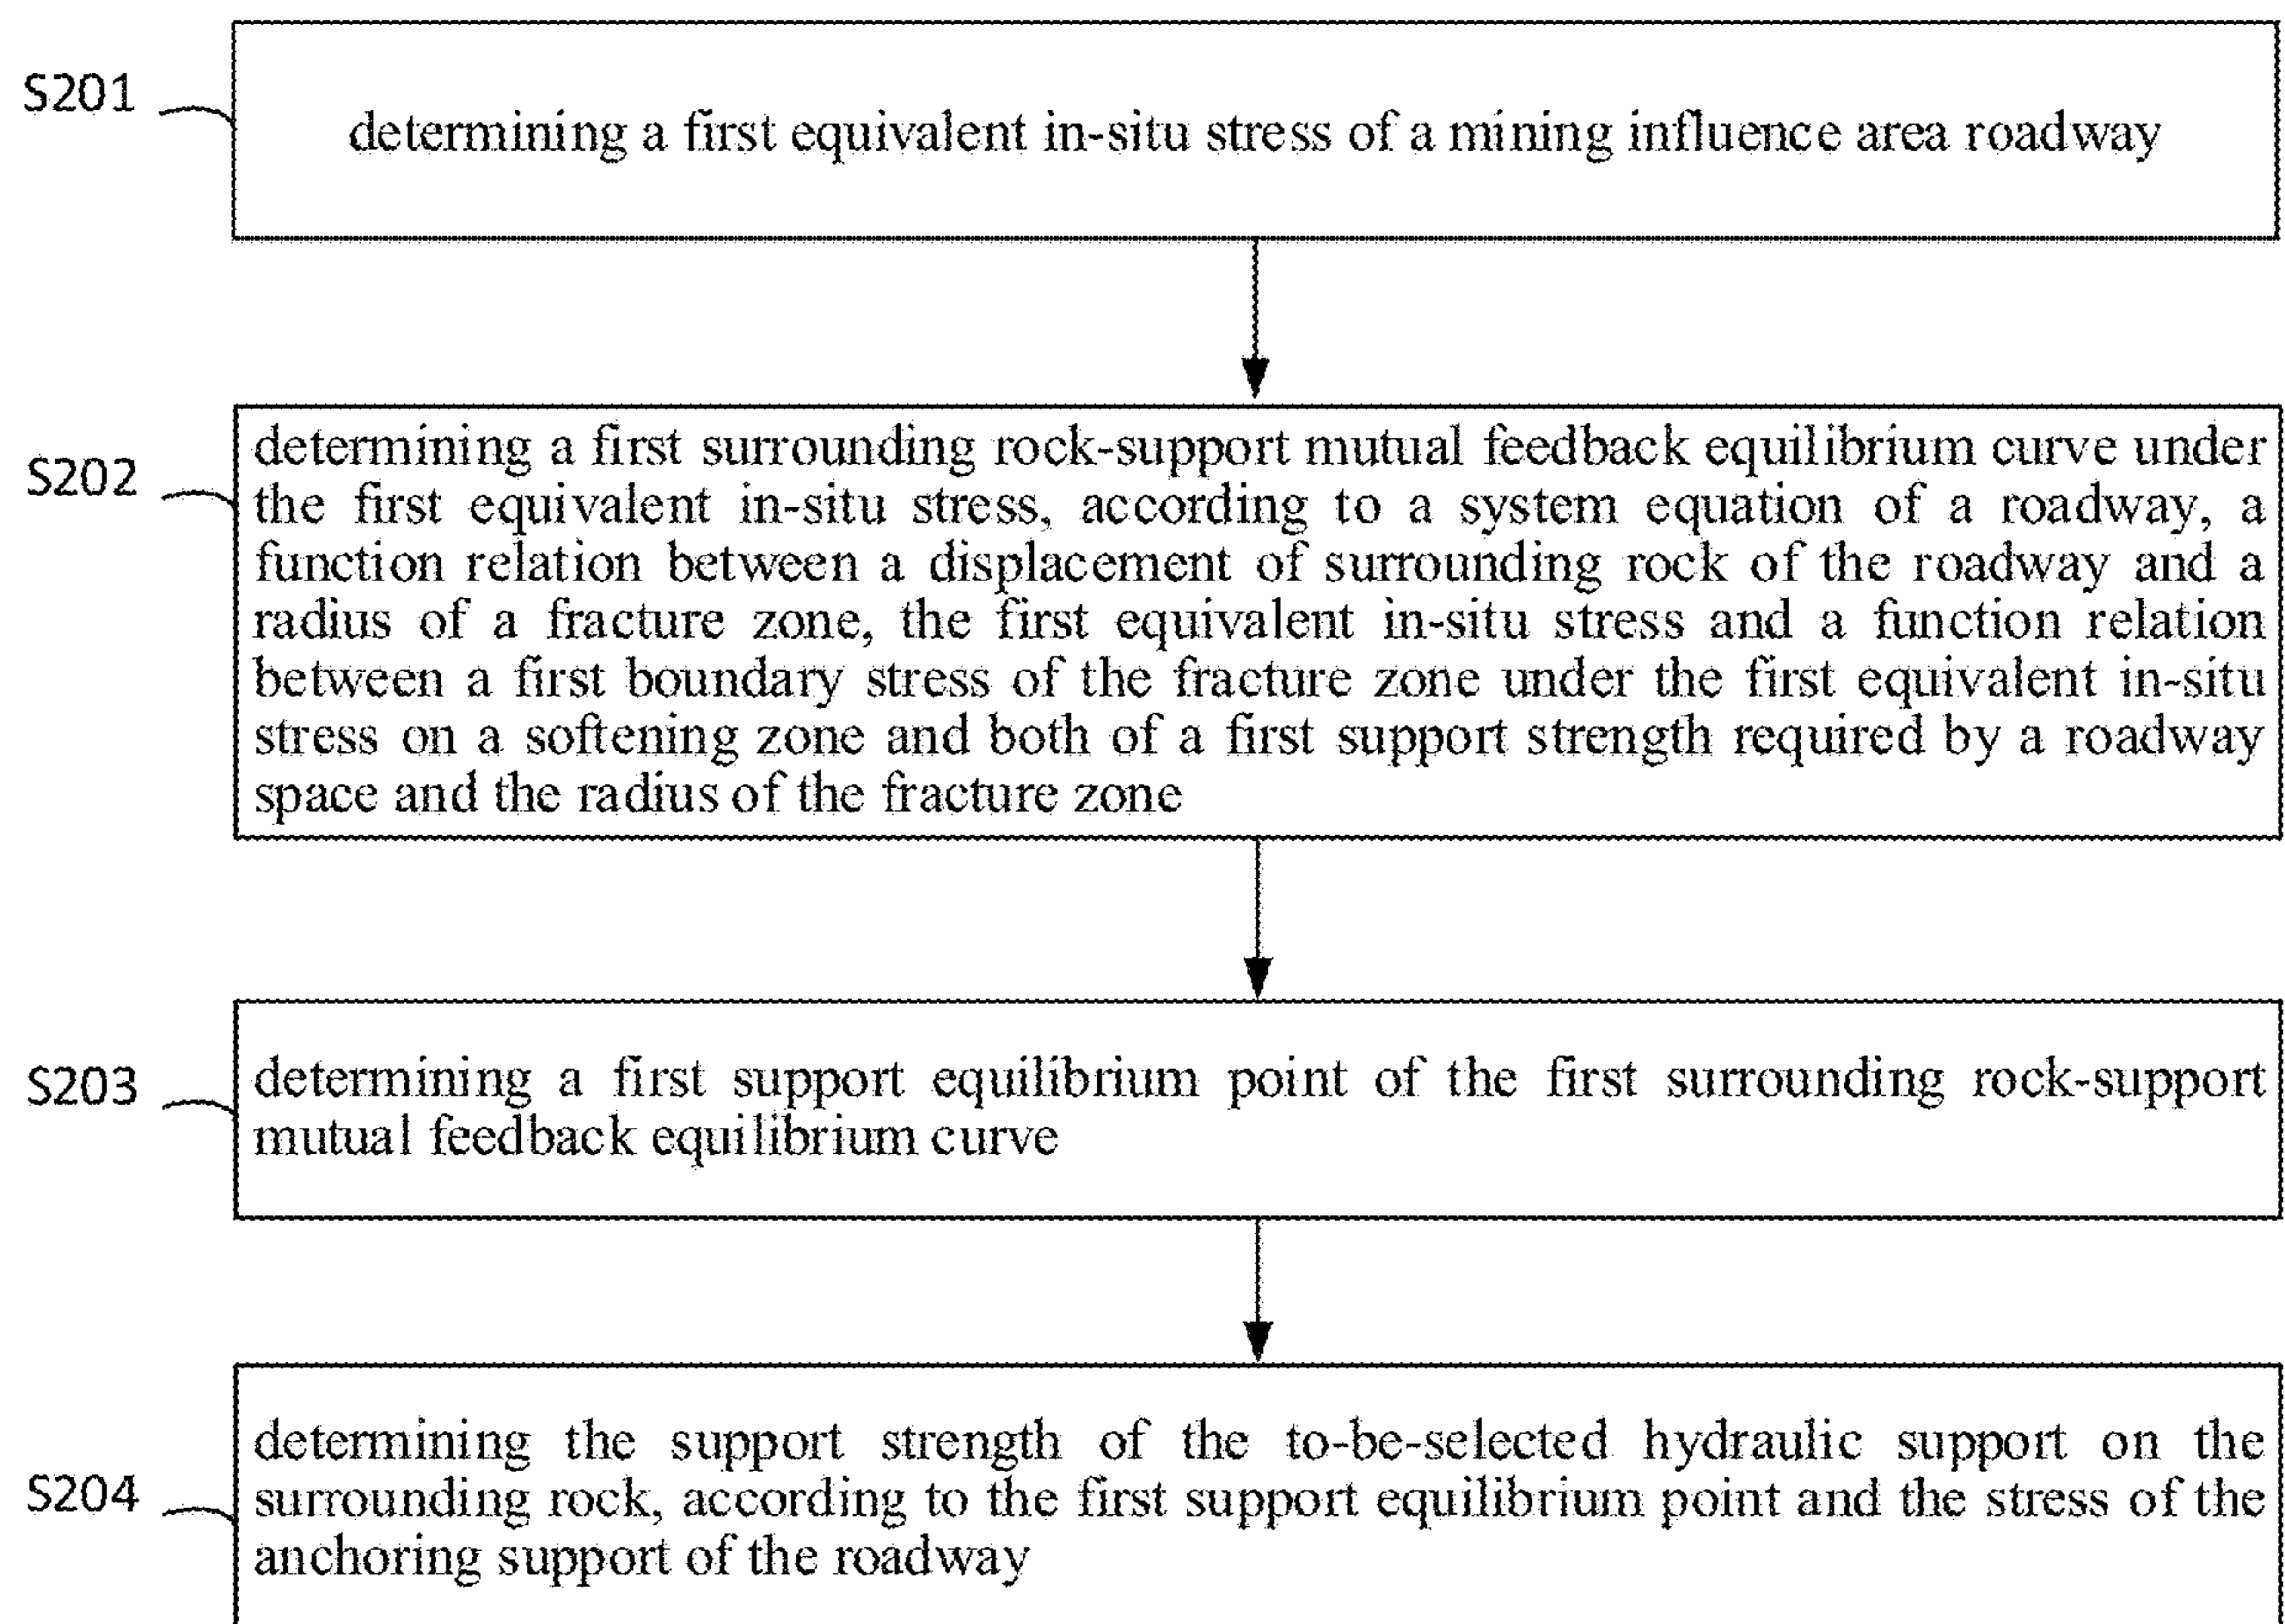 S201
determining a first equivalent in-situ stress of a mining influence area roadway
S202
determining a first surrounding rock-support mutual feedback equilibrium curve under
the first equivalent in-situ stress, according to a system equation of a roadway, a
function relation between a displacement of surrounding rock of the roadway and a
radius of a fracture zone, the first equivalent in-situ stress and a function relation
between a first boundary stress of the fracture zone under the first equivalent in-situ
stress on a softening zone and both of a first support strength required by a roadway
space and the radius of the fracture zone
S203
determining a first support equilibrium point of the first surrounding rock-support
mutual feedback equilibrium curve
S204
determining the support strength of the to-be-selected hydraulic support on the
surrounding rock, according to the first support equilibrium point and the stress of the
anchoring support of the roadway